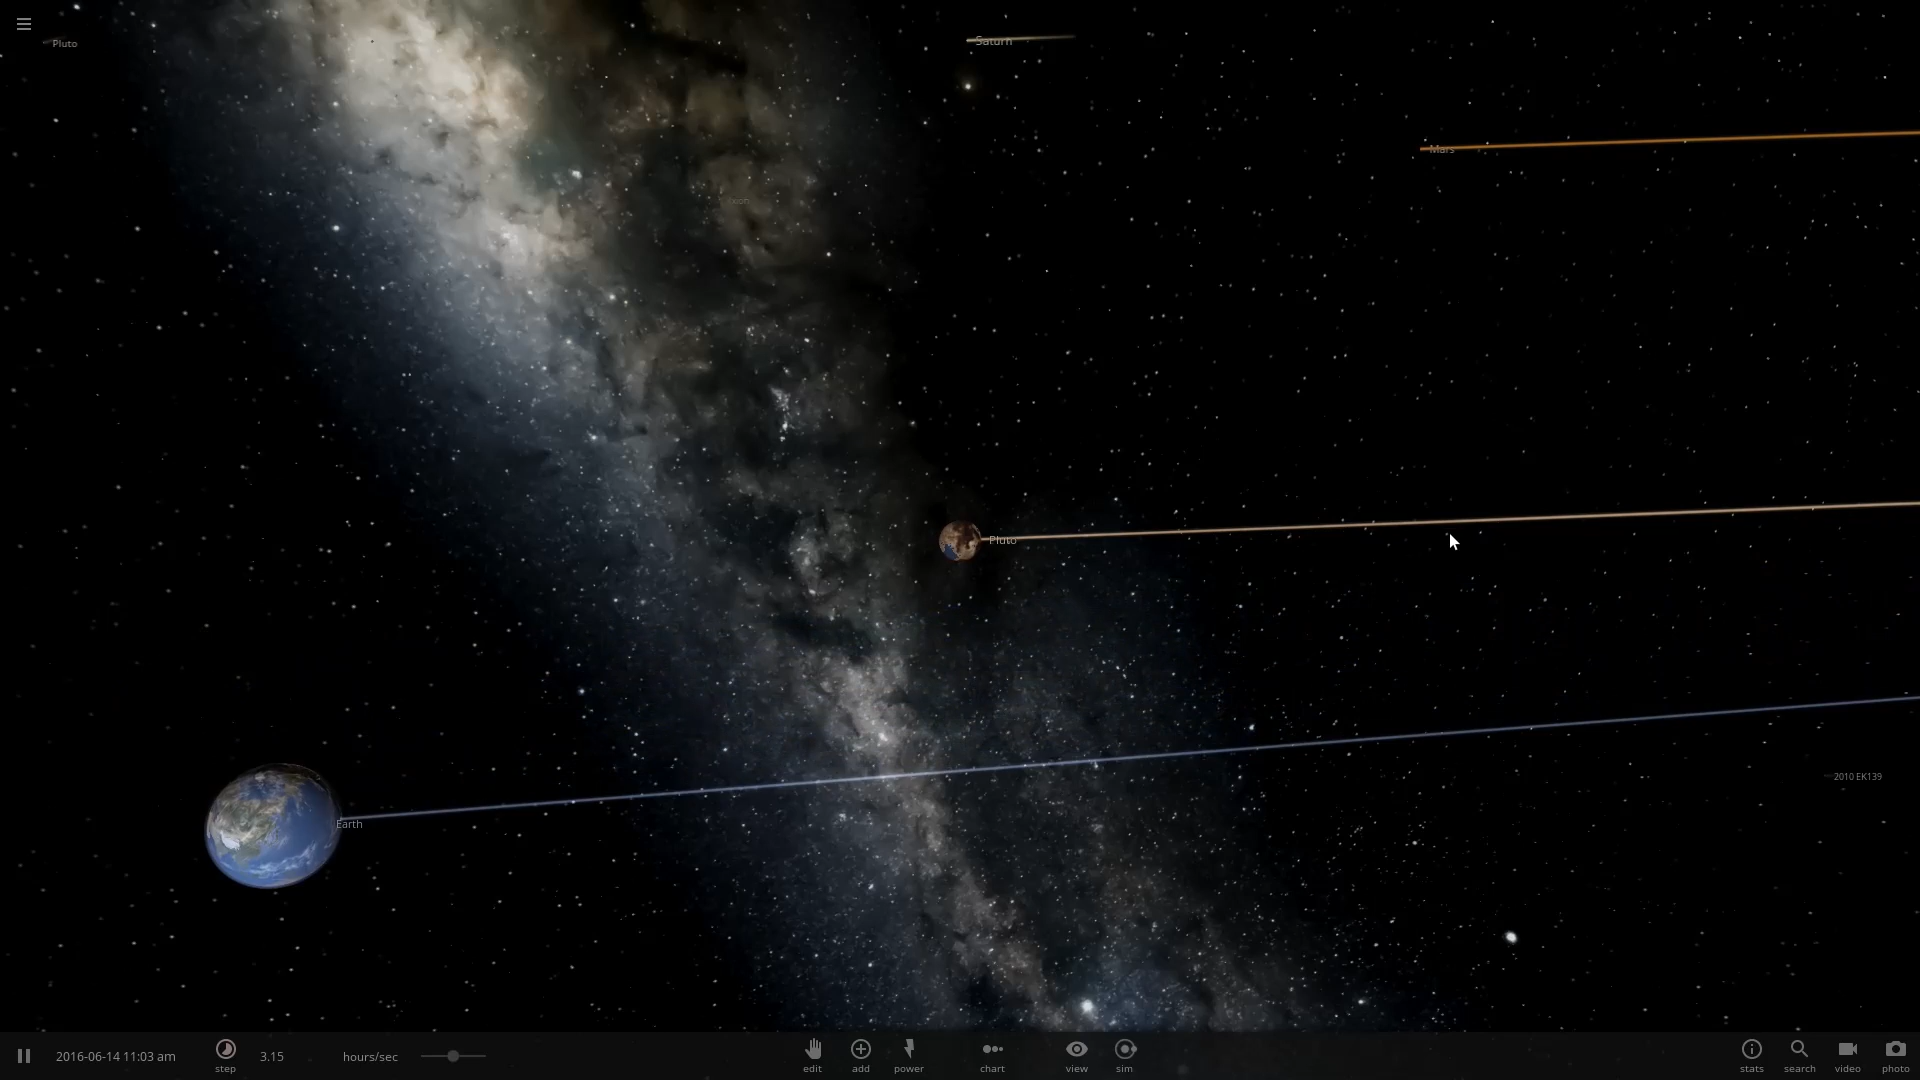 Pluto
Saturn
Mars
Pluto
2010 EK139
Earth
2016-06-14 11:03 am
step
3.15
hours/sec
edit
add
power
chart
view
sim
stats
search
video
photo